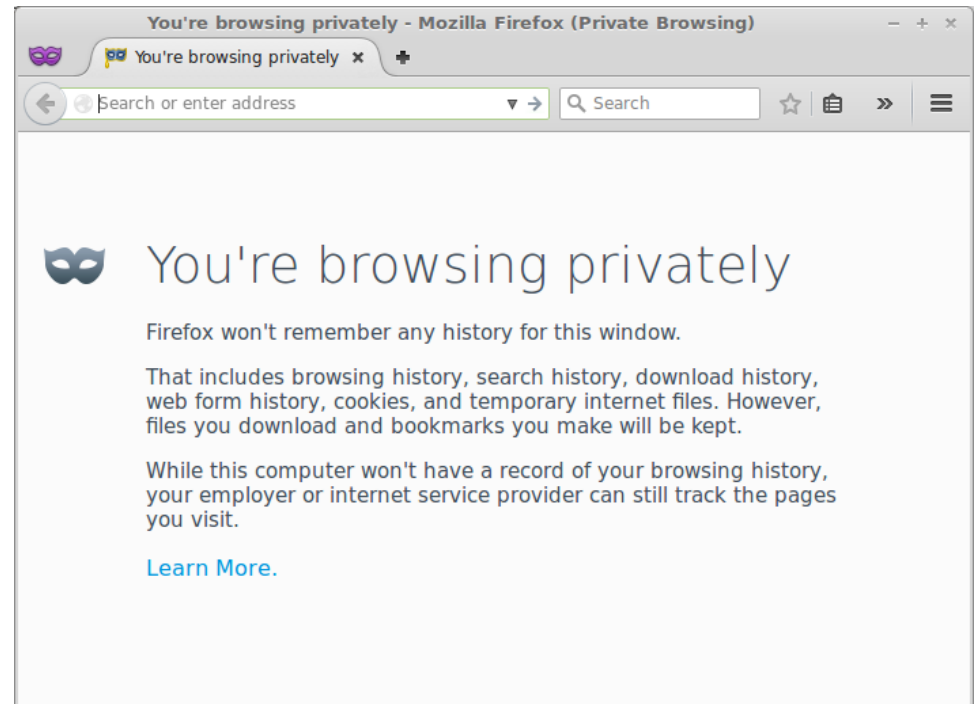 You're browsing privately - Mozilla Firefox (Private Browsing)
You're browsing privately
Search or enter address
Search
You're browsing privately
Firefox won't remember any history for this window.
That includes browsing history, search history, download history,
web form history, cookies, and temporary internet files. However,
files you download and bookmarks you make will be kept.
While this computer won't have a record of your browsing history,
your employer or internet service provider can still track the pages
you visit.
Learn More.